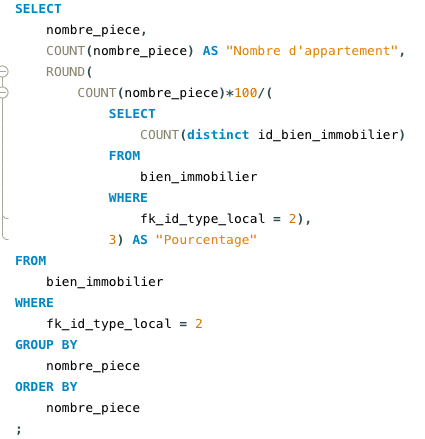 SELECT
    nombre_piece,
    COUNT(nombre_piece) AS "Nombre d'appartement",
    ROUND(
        COUNT(nombre_piece)*100/(
            SELECT
                COUNT(distinct id_bien_immobilier)
            FROM
                bien_immobilier
            WHERE
                fk_id_type_local = 2),
            3) AS "Pourcentage"
FROM
    bien_immobilier
WHERE
    fk_id_type_local = 2
GROUP BY
    nombre_piece
ORDER BY
    nombre_piece
;